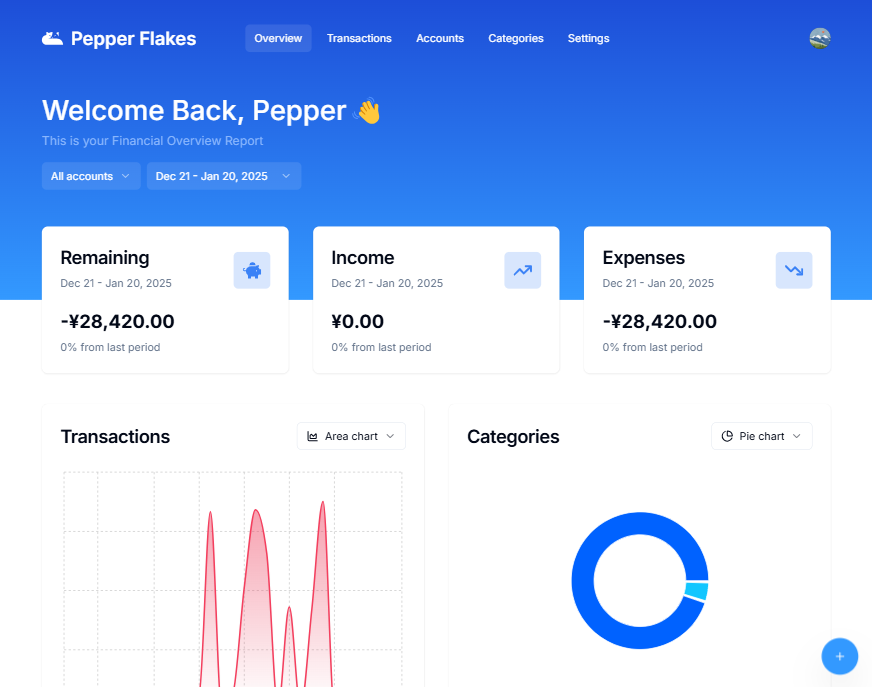 Pepper Flakes
Overview
Transactions
Accounts
Categories
Settings
Welcome Back, Pepper 👋
This is your Financial Overview Report
All accounts
Dec 21 - Jan 20, 2025
Remaining
Dec 21 - Jan 20, 2025
-¥28,420.00
0% from last period
Income
Dec 21 - Jan 20, 2025
¥0.00
0% from last period
Expenses
Dec 21 - Jan 20, 2025
-¥28,420.00
0% from last period
Transactions
Area chart
Categories
Pie chart